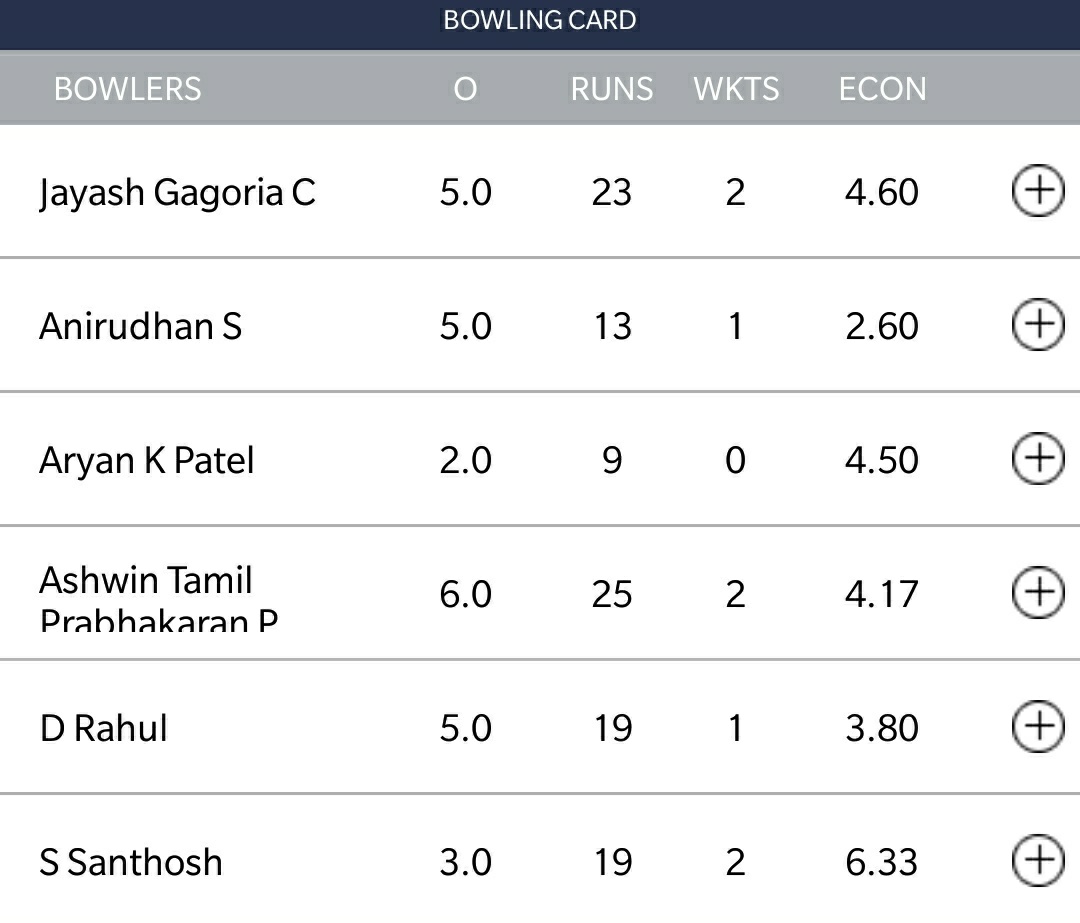 BOWLING CARD
BOWLERS O RUNS WKTS ECON
Jayash Gagoria C 5.0 23 2 4.60
Anirudhan S 5.0 13 1 2.60
Aryan K Patel 2.0 9 0 4.50
Ashwin Tamil
Prabhakaran P 6.0 25 2 4.17
D Rahul 5.0 19 1 3.80
S Santhosh 3.0 19 2 6.33